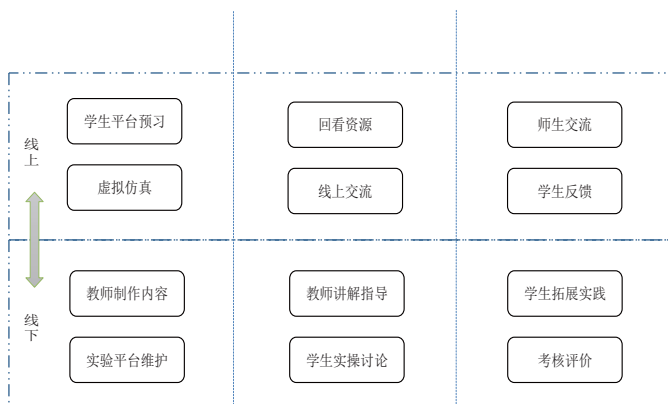 学生平台预习
回看资源
师生交流
线上
虚拟仿真
线上交流
学生反馈
教师制作内容
教师讲解指导
学生拓展实践
线下
实验平台维护
学生实操讨论
考核评价